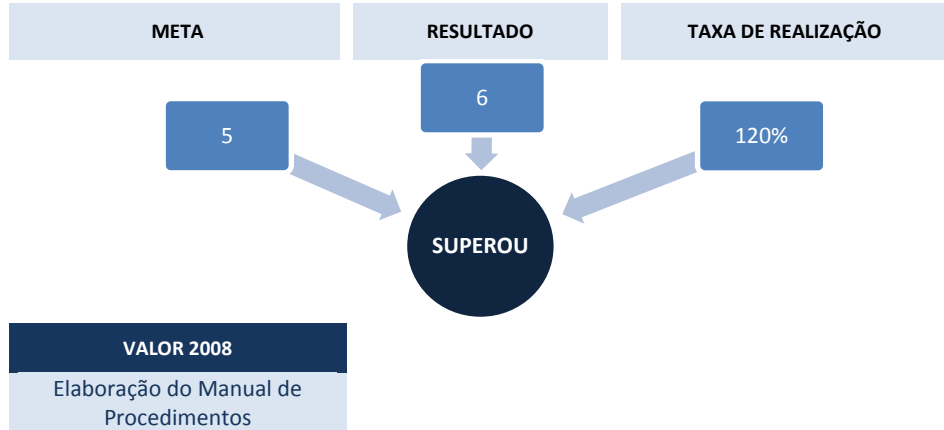 META
RESULTADO
TAXA DE REALIZAÇÃO
5
6
120%
SUPEROU
VALOR 2008
Elaboração do Manual de
Procedimentos